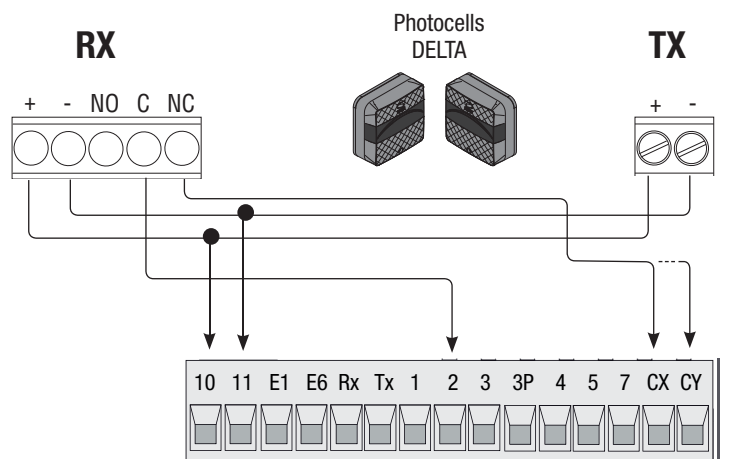 Photocells
DELTA
RX
TX
+ - NO C NC
+ -
10 11 E1 E6 Rx Tx 1 2 3 3P 4 5 7 CX CY